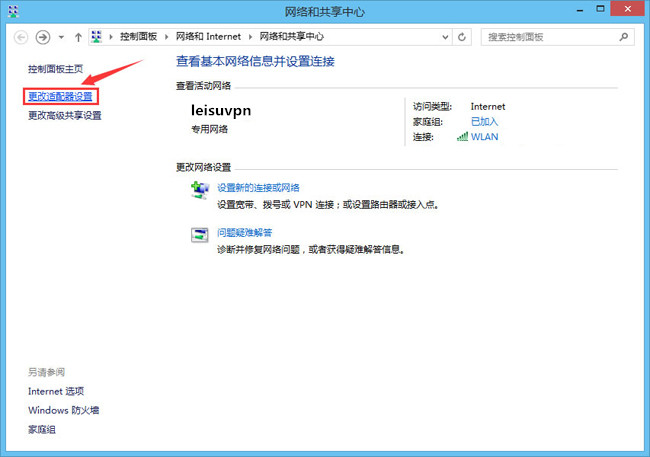 网络和共享中心
控制面板 网络和 Internet 网络和共享中心 搜索控制面板
控制面板主页
更改适配器设置
更改高级共享设置
查看基本网络信息并设置连接
查看活动网络
leisuvpn
专用网络
访问类型: Internet
家庭组: 已加入
连接: WLAN
更改网络设置
设置新的连接或网络
设置宽带、拨号或 VPN 连接；或设置路由器或接入点。
问题疑难解答
诊断并修复网络问题，或者获得疑难解答信息。
另请参阅
Internet 选项
Windows 防火墙
家庭组